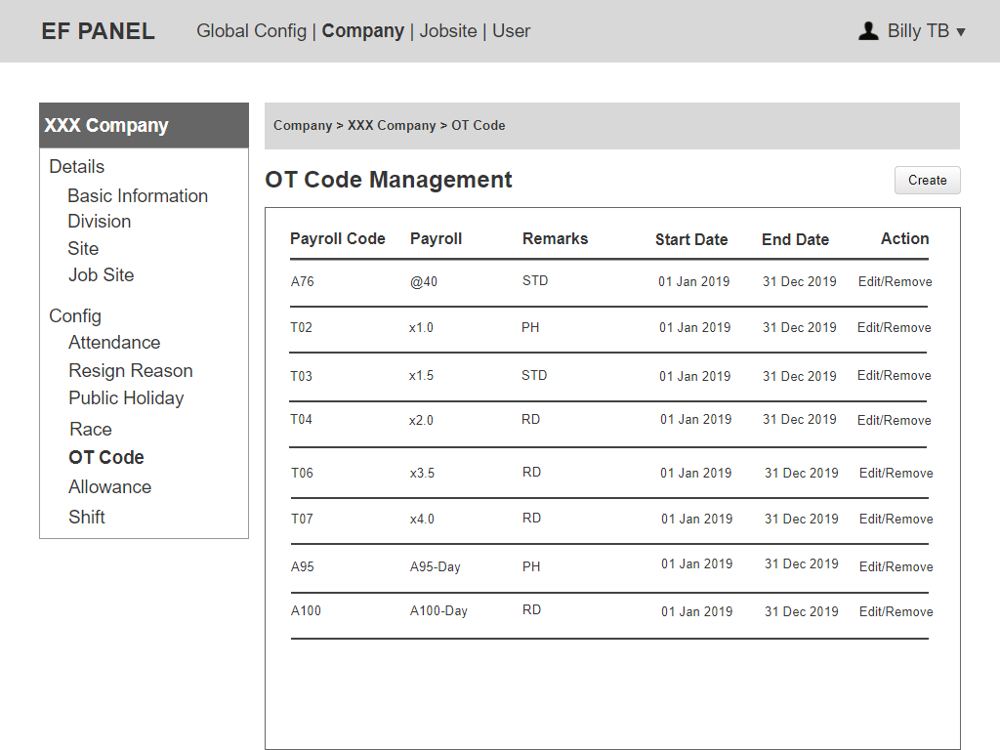 EF PANEL Global Config | Company | Jobsite | User Billy TB ▼
XXX Company
Details
Basic Information
Division
Site
Job Site
Config
Attendance
Resign Reason
Public Holiday
Race
OT Code
Allowance
Shift
Company > XXX Company > OT Code
OT Code Management Create
Payroll Code Payroll Remarks Start Date End Date Action
A76 @40 STD 01 Jan 2019 31 Dec 2019 Edit/Remove
T02 x1.0 PH 01 Jan 2019 31 Dec 2019 Edit/Remove
T03 x1.5 STD 01 Jan 2019 31 Dec 2019 Edit/Remove
T04 x2.0 RD 01 Jan 2019 31 Dec 2019 Edit/Remove
T06 x3.5 RD 01 Jan 2019 31 Dec 2019 Edit/Remove
T07 x4.0 RD 01 Jan 2019 31 Dec 2019 Edit/Remove
A95 A95-Day PH 01 Jan 2019 31 Dec 2019 Edit/Remove
A100 A100-Day RD 01 Jan 2019 31 Dec 2019 Edit/Remove